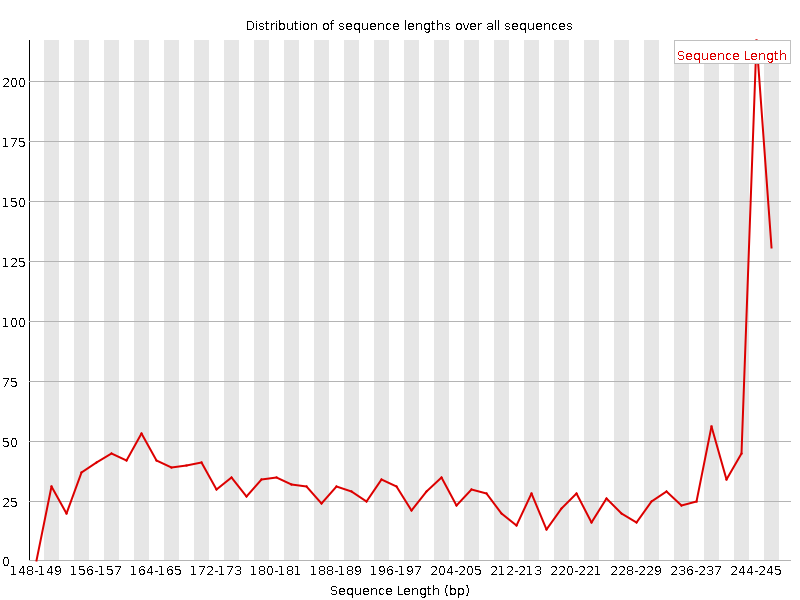 Distribution of sequence lengths over all sequences
Sequence Length
200
175
150
125
100
75
50
25
0
148-149 156-157 164-165 172-173 180-181 188-189 196-197 204-205 212-213 220-221 228-229 236-237 244-245
Sequence Length (bp)